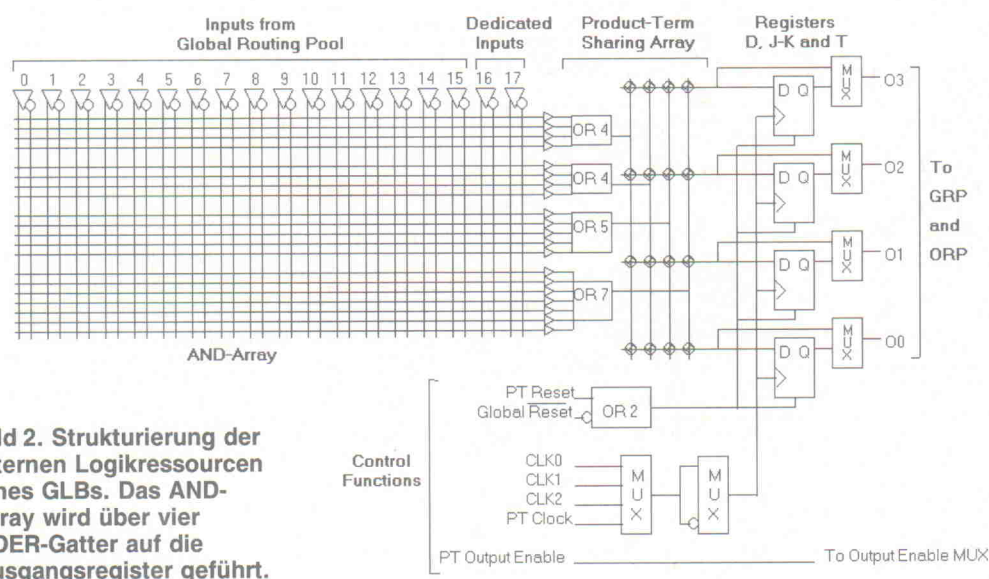 Inputs from
Global Routing Pool
Dedicated
Inputs
Product-Term
Sharing Array
Registers
D, J-K and T
0 1 2 3 4 5 6 7 8 9 10 11 12 13 14 15 16 17
OR 4
OR 4
OR 5
OR 7
D Q
D Q
D Q
D Q
MUX
MUX
MUX
MUX
O3
O2
O1
O0
To
GRP
and
ORP
AND-Array
Control
Functions
PT Reset
Global Reset
OR 2
CLK0
CLK1
CLK2
PT Clock
MUX
MUX
PT Output Enable
To Output Enable MUX
ld 2. Strukturierung der
ternen Logikressourcen
nes GLBs. Das AND-
rray wird über vier
DER-Gatter auf die
usgangsregister geführt.